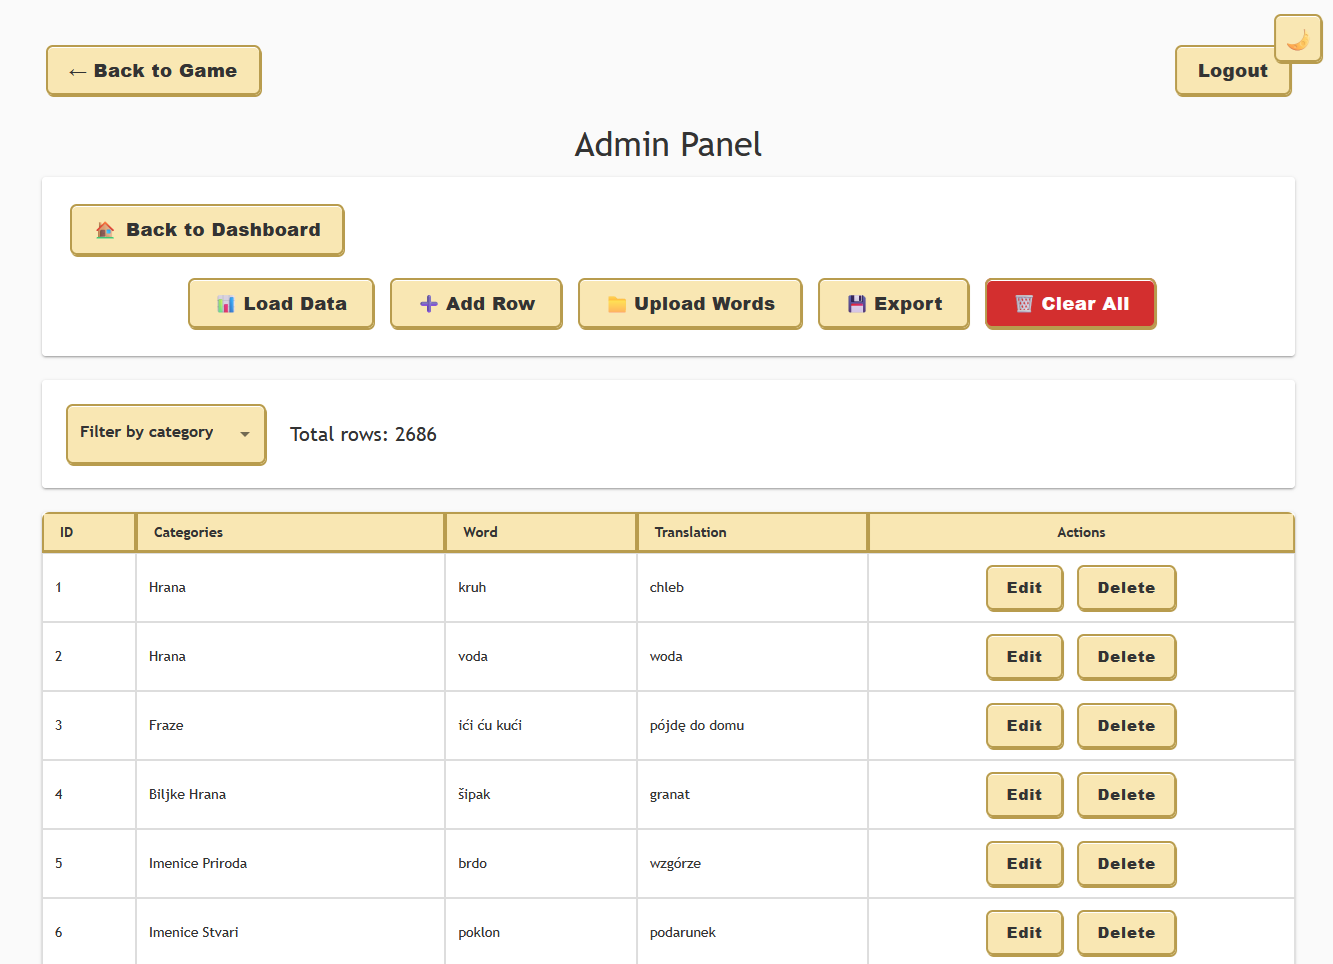 ← Back to Game
Logout
Admin Panel
Back to Dashboard
Load Data
Add Row
Upload Words
Export
Clear All
Filter by category
Total rows: 2686
ID Categories Word Translation Actions
1 Hrana kruh chleb Edit Delete
2 Hrana voda woda Edit Delete
3 Fraze ići ću kući pójdę do domu Edit Delete
4 Biljke Hrana šipak granat Edit Delete
5 Imenice Priroda brdo wzgórze Edit Delete
6 Imenice Stvari poklon podarunek Edit Delete